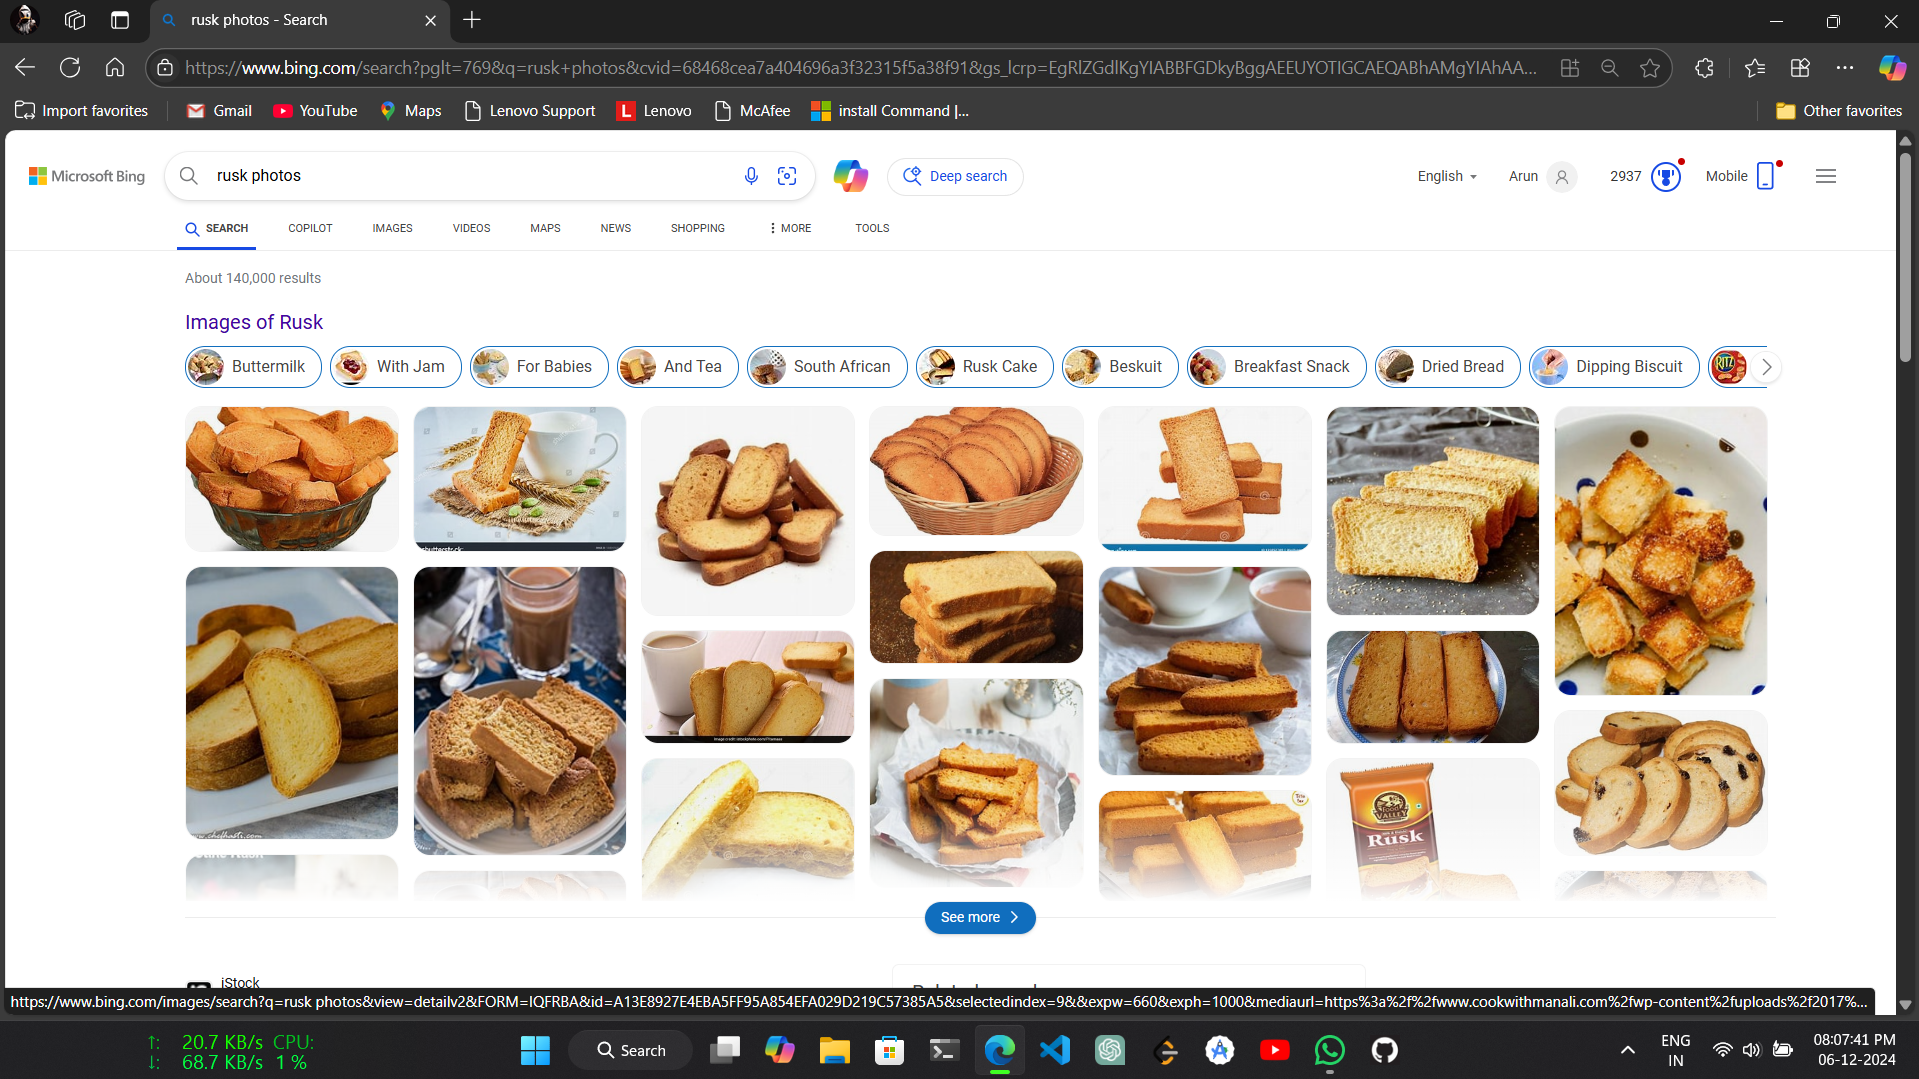 rusk photos - Search
https://www.bing.com/search?pglt=769&q=rusk+photos&cvid=68468cea7a404696a3f32315f5a38f91&gs_lcrp=EgRlZGdlKgYIABBFGDkyBggAEEUYOTIGCAEQABhAMgYIAhAA...
Import favorites
Gmail
YouTube
Maps
Lenovo Support
L Lenovo
McAfee
install Command |...
Other favorites
Microsoft Bing
rusk photos
Deep search
English
Arun
2937
Mobile
SEARCH
COPILOT
IMAGES
VIDEOS
MAPS
NEWS
SHOPPING
MORE
TOOLS
About 140,000 results
Images of Rusk
Buttermilk
With Jam
For Babies
And Tea
South African
Rusk Cake
Beskuit
Breakfast Snack
Dried Bread
Dipping Biscuit
RITZ
FOOD
VALLEY
Rusk
See more
iStock
https://www.bing.com/images/search?q=rusk photos&view=detailv2&FORM=IQFRBA&id=A13E8927E4EBA5FF95A854EFA029D219C57385A5&selectedindex=9&&expw=660&exph=1000&mediaurl=https%3a%2f%2fwww.cookwithmanali.com%2fwp-content%2fuploads%2f2017%...
↑: 20.7 KB/s CPU:
↓: 68.7 KB/s 1 %
Search
ENG
IN
08:07:41 PM
06-12-2024